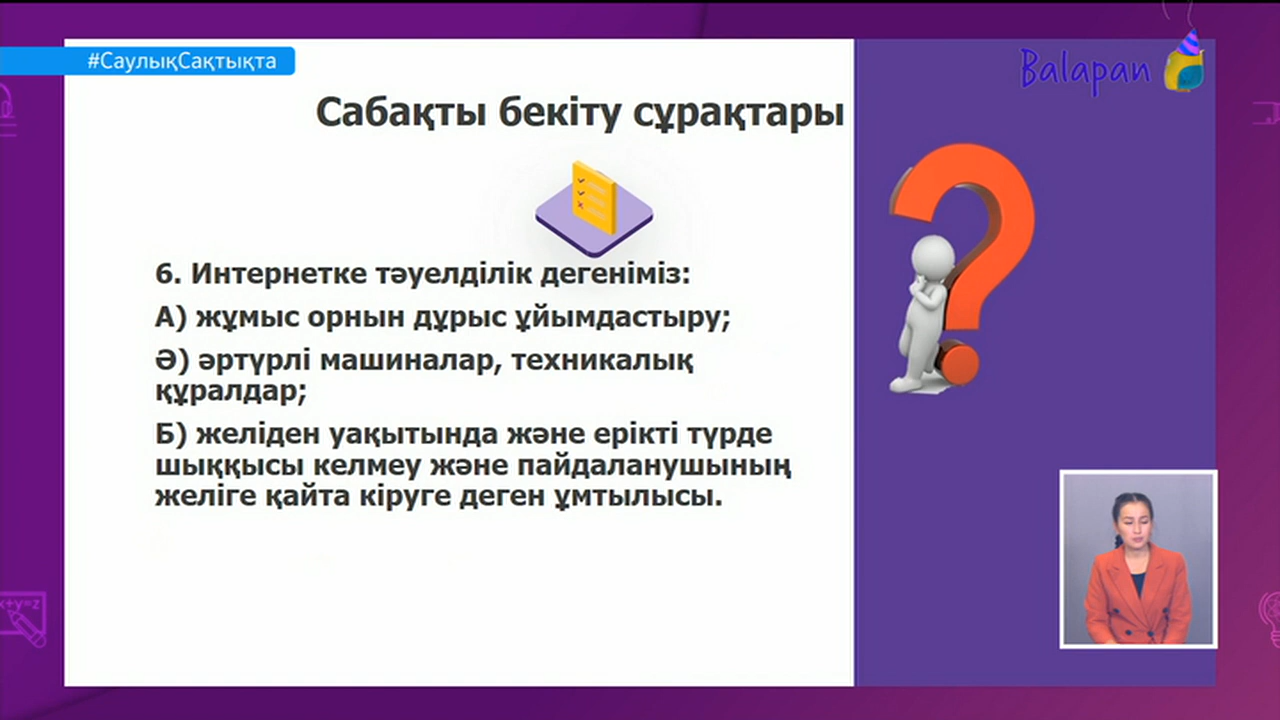 #СаулықСақтықта
Balapan
Сабақты бекіту сұрақтары
6. Интернетке тәуелділік дегеніміз:
А) жұмыс орнын дұрыс ұйымдастыру;
Ә) әртүрлі машиналар, техникалық
құралдар;
Б) желіден уақытында және ерікті түрде
шыққысы келмеу және пайдаланушының
желіге қайта кіруге деген ұмтылысы.
x+y=z